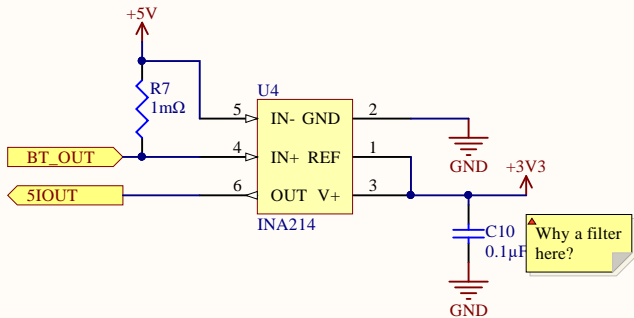 +5V
R7
1mΩ
U4
5 IN- GND 2
BT_OUT 4 IN+ REF 1
5IOUT 6 OUT V+ 3
INA214
GND
+3V3
C10
0.1µF
Why a filter
here?
GND